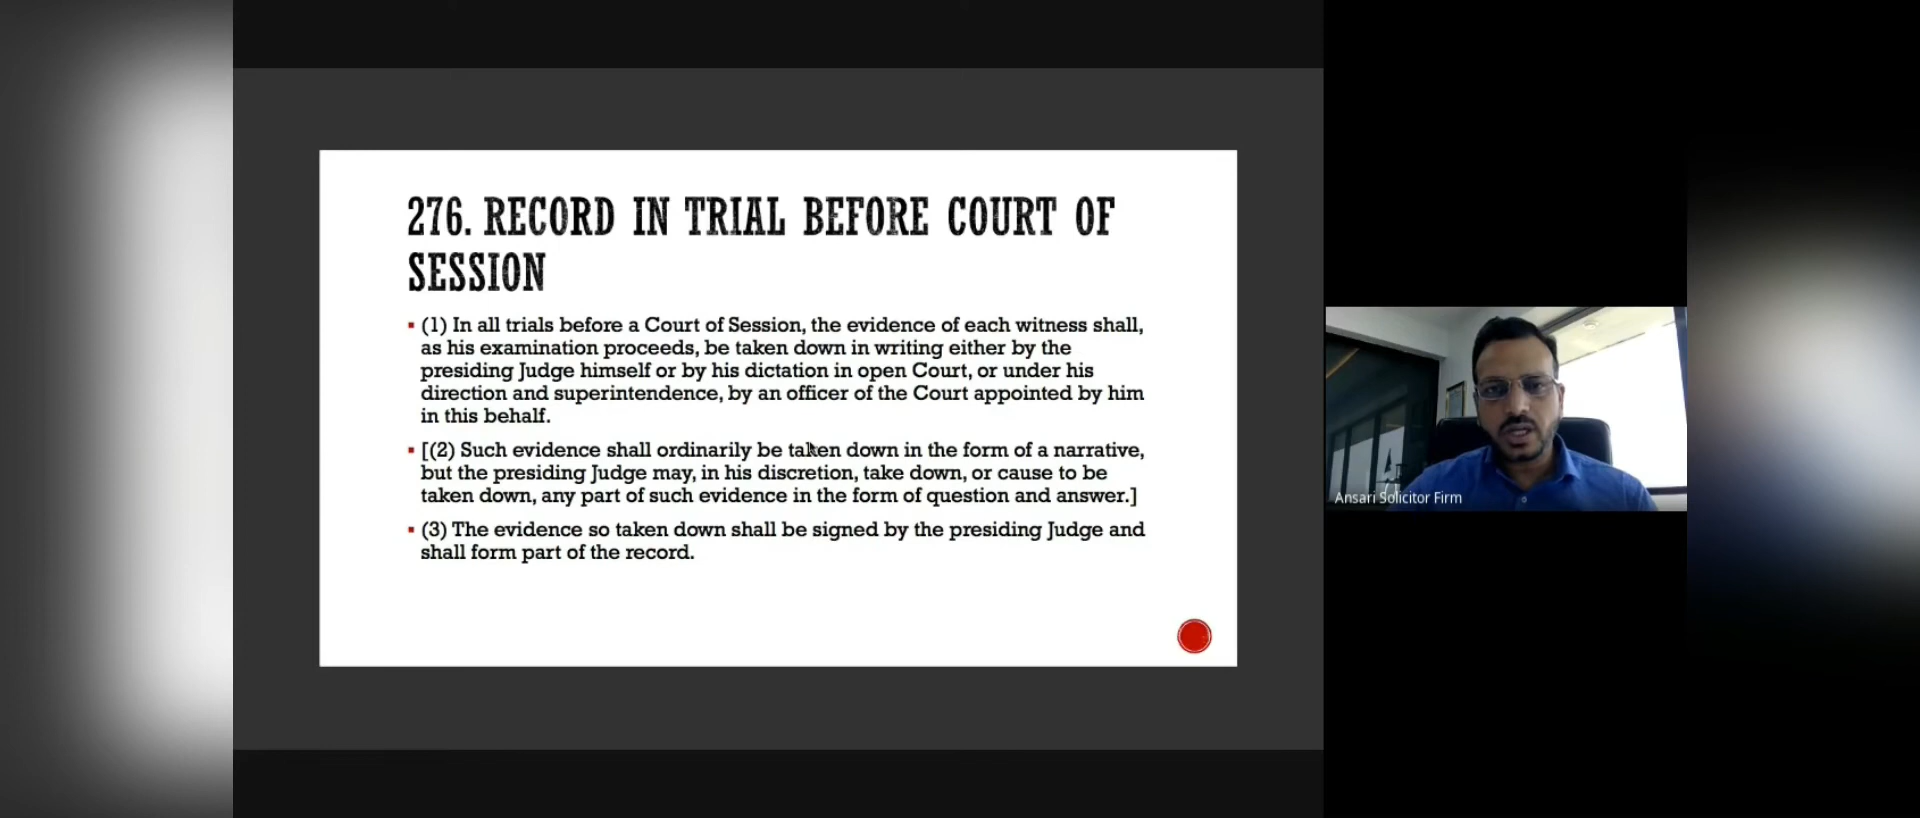 276. RECORD IN TRIAL BEFORE COURT OF
SESSION
(1) In all trials before a Court of Session, the evidence of each witness shall,
as his examination proceeds, be taken down in writing either by the
presiding Judge himself or by his dictation in open Court, or under his
direction and superintendence, by an officer of the Court appointed by him
in this behalf.
[(2) Such evidence shall ordinarily be taken down in the form of a narrative,
but the presiding Judge may, in his discretion, take down, or cause to be
taken down, any part of such evidence in the form of question and answer.]
(3) The evidence so taken down shall be signed by the presiding Judge and
shall form part of the record.
Ansari Solicitor Firm